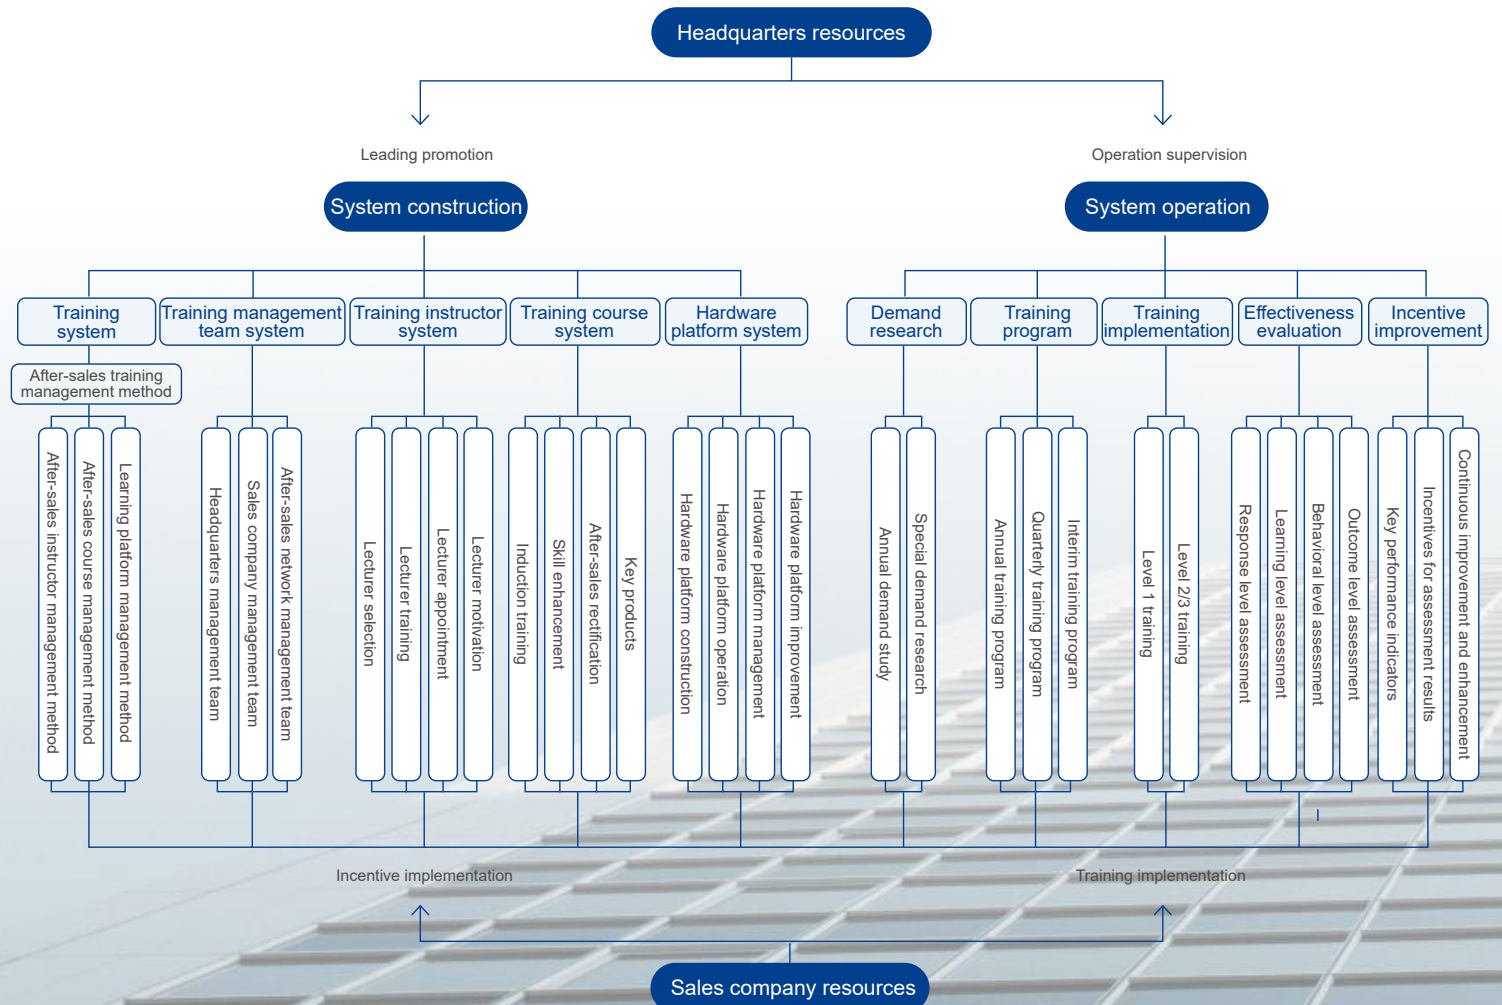 Headquarters resources
Leading promotion
Operation supervision
System construction
System operation
Training
system
Training management
team system
Training instructor
system
Training course
system
Hardware
platform system
Demand
research
Training
program
Training
implementation
Effectiveness
evaluation
Incentive
improvement
After-sales training
management method
After-sales instructor management method
After-sales course management method
Learning platform management method
Headquarters management team
Sales company management team
After-sales network management team
Lecturer selection
Lecturer training
Lecturer appointment
Lecturer motivation
Induction training
Skill enhancement
After-sales rectification
Key products
Hardware platform construction
Hardware platform operation
Hardware platform management
Hardware platform improvement
Annual demand study
Special demand research
Annual training program
Quarterly training program
Interim training program
Level 1 training
Level 2/3 training
Response level assessment
Learning level assessment
Behavioral level assessment
Outcome level assessment
Key performance indicators
Incentives for assessment results
Continuous improvement and enhancement
Incentive implementation
Training implementation
Sales company resources